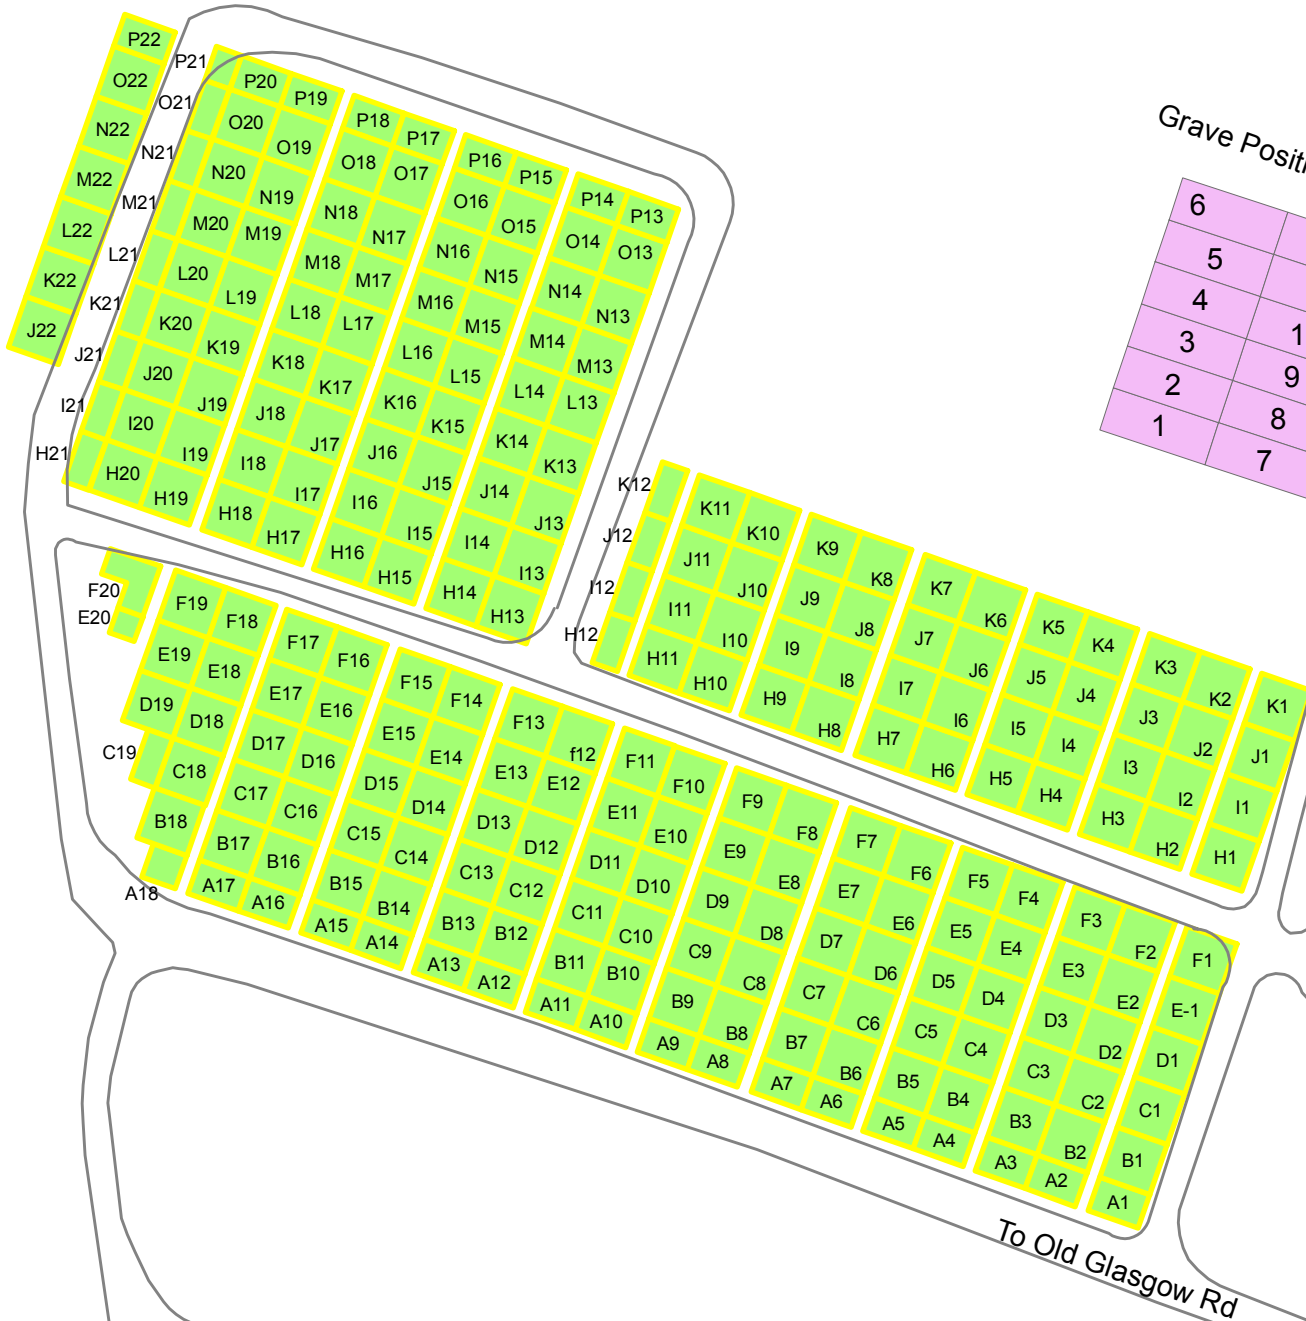 P22
P21
O22
O21
N22
N21
M22
M21
L22
L21
K22
K21
J22
J21
I21
H21
P20
P19
O20
O19
N20
N19
M20
M19
L20
L19
K20
K19
J20
J19
I20
I19
H20
H19
P18
P17
O18
O17
N18
N17
M18
M17
L18
L17
K18
K17
J18
J17
I18
I17
H18
H17
P16
P15
O16
O15
N16
N15
M16
M15
L16
L15
K16
K15
J16
J15
I16
I15
H16
H15
P14
P13
O14
O13
N14
N13
M14
M13
L14
L13
K14
K13
J14
J13
I14
I13
H14
H13
Grave Positi
6
5
4
3
2
1
1
9
8
7
K12
J12
I12
H12
K11
K10
J11
J10
I11
I10
H11
H10
K9
K8
J9
J8
I9
I8
H9
H8
K7
K6
J7
J6
I7
I6
H7
H6
K5
K4
J5
J4
I5
I4
H5
H4
K3
K2
J3
J2
I3
I2
H3
H2
K1
J1
I1
H1
F20
E20
F19
F18
E19
E18
D19
D18
C19
C18
B18
A18
F17
F16
E17
E16
D17
D16
C17
C16
B17
B16
A17
A16
F15
F14
E15
E14
D15
D14
C15
C14
B15
B14
A15
A14
F13
f12
E13
E12
D13
D12
C13
C12
B13
B12
A13
A12
F11
F10
E11
E10
D11
D10
C11
C10
B11
B10
A11
A10
F9
F8
E9
E8
D9
D8
C9
C8
B9
B8
A9
A8
F7
F6
E7
E6
D7
D6
C7
C6
B7
B6
A7
A6
F5
F4
E5
E4
D5
D4
C5
C4
B5
B4
A5
A4
F3
F2
E3
E2
D3
D2
C3
C2
B3
B2
A3
A2
F1
E-1
D1
C1
B1
A1
To Old Glasgow Rd